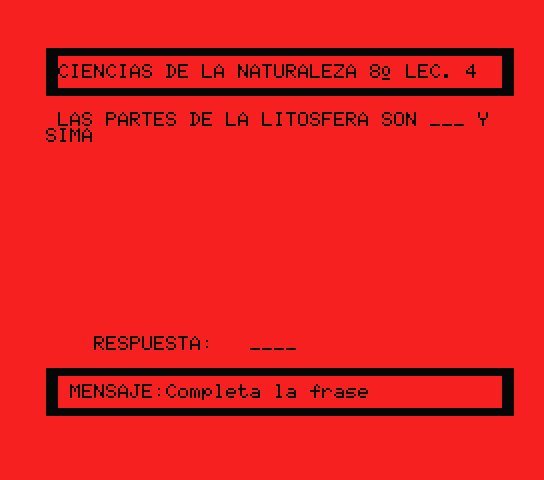 CIENCIAS DE LA NATURALEZA 8º LEC. 4
LAS PARTES DE LA LITOSFERA SON ___ Y
SIMA
RESPUESTA: ____
MENSAJE:Completa la frase